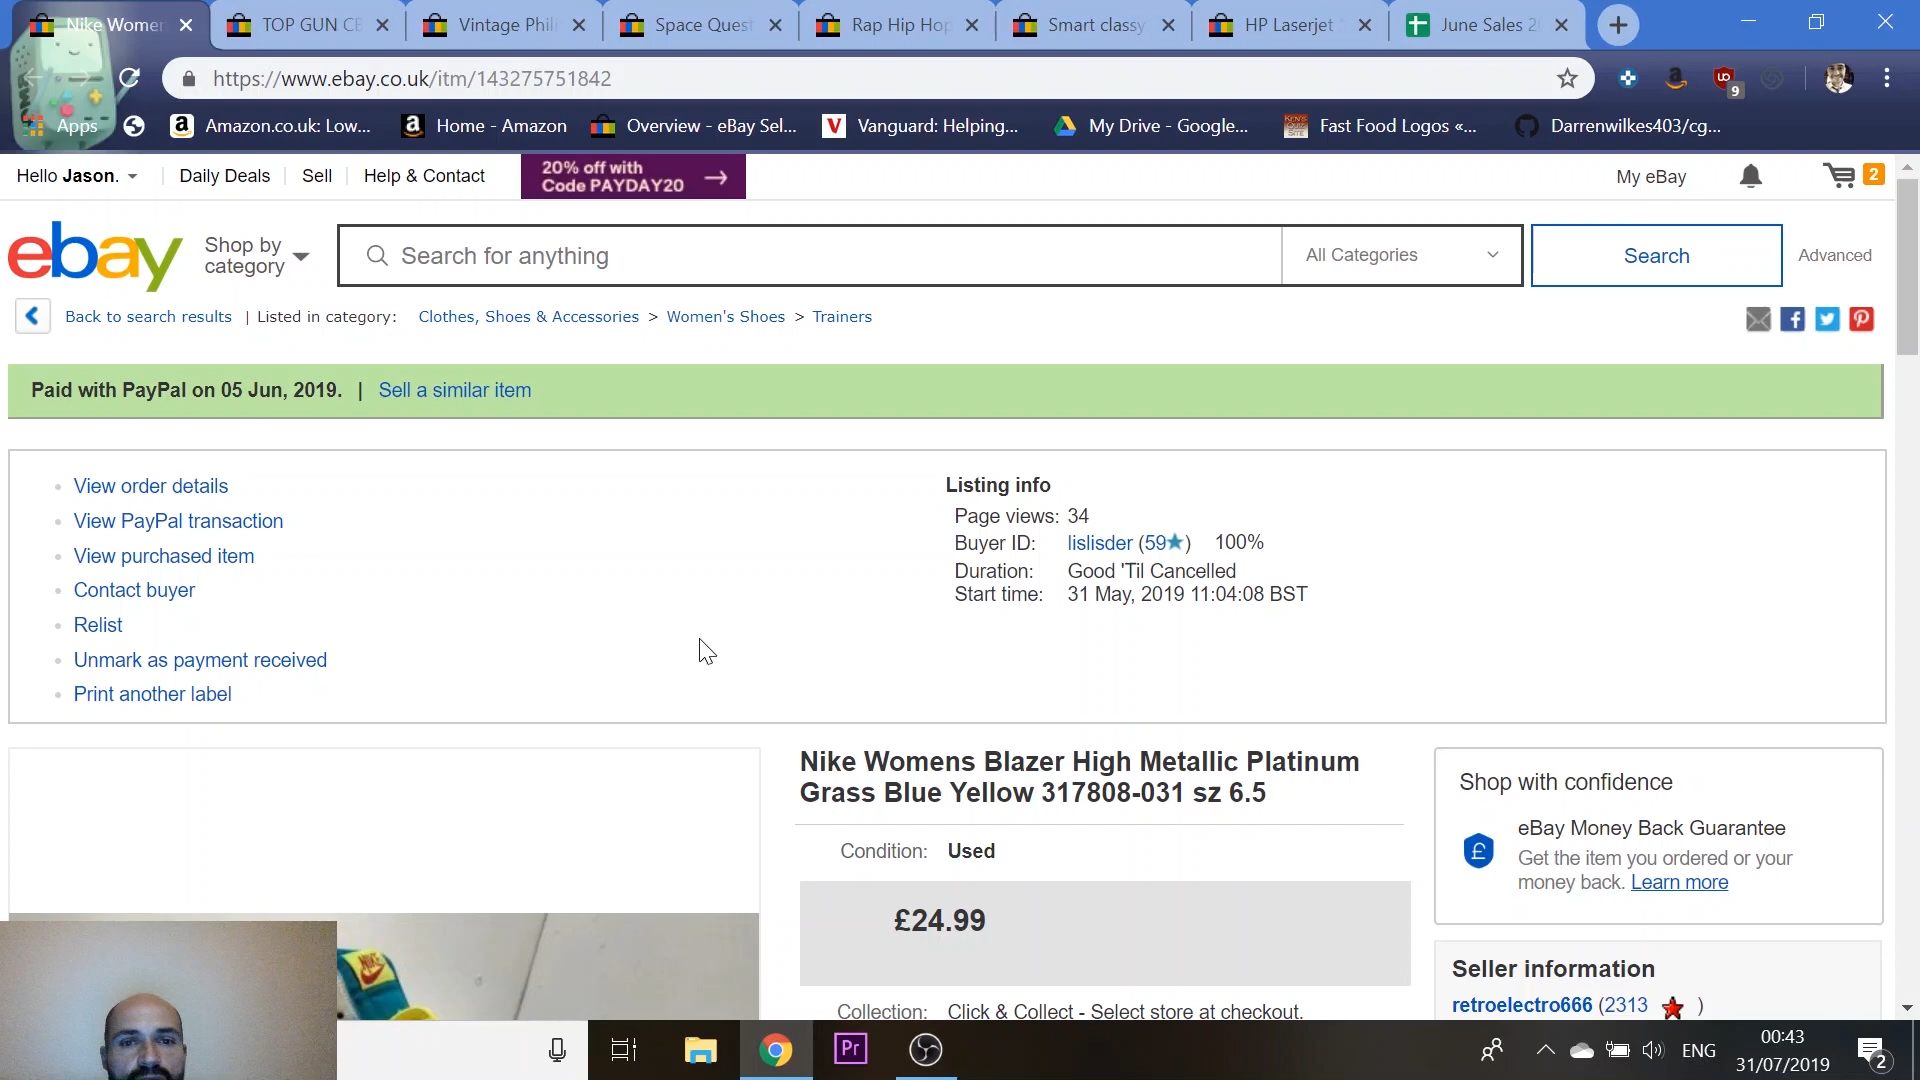 Nike Womer
TOP GUN CE
Vintage Phili
Space Quest
Rap Hip Hop
Smart classy
HP Laserjet
June Sales 2
https://www.ebay.co.uk/itm/143275751842
9
Apps
Amazon.co.uk: Low...
Home - Amazon
Overview - eBay Sel...
Vanguard: Helping...
My Drive - Google...
Fast Food Logos «...
Darrenwilkes403/cg...
Hello Jason.
Daily Deals
Sell
Help & Contact
20% off with
Code PAYDAY20
My eBay
2
ebay
Shop by
category
Search for anything
All Categories
Search
Advanced
Back to search results | Listed in category: Clothes, Shoes & Accessories > Women's Shoes > Trainers
Paid with PayPal on 05 Jun, 2019. | Sell a similar item
View order details
View PayPal transaction
View purchased item
Contact buyer
Relist
Unmark as payment received
Print another label
Listing info
Page views: 34
Buyer ID: lislisder (59★) 100%
Duration: Good 'Til Cancelled
Start time: 31 May, 2019 11:04:08 BST
Nike Womens Blazer High Metallic Platinum
Grass Blue Yellow 317808-031 sz 6.5
Condition: Used
£24.99
Collection: Click & Collect - Select store at checkout.
Shop with confidence
eBay Money Back Guarantee
Get the item you ordered or your
money back. Learn more
Seller information
retroelectro666 (2313 ★ )
NIKE
Pr
ENG
00:43
31/07/2019
2